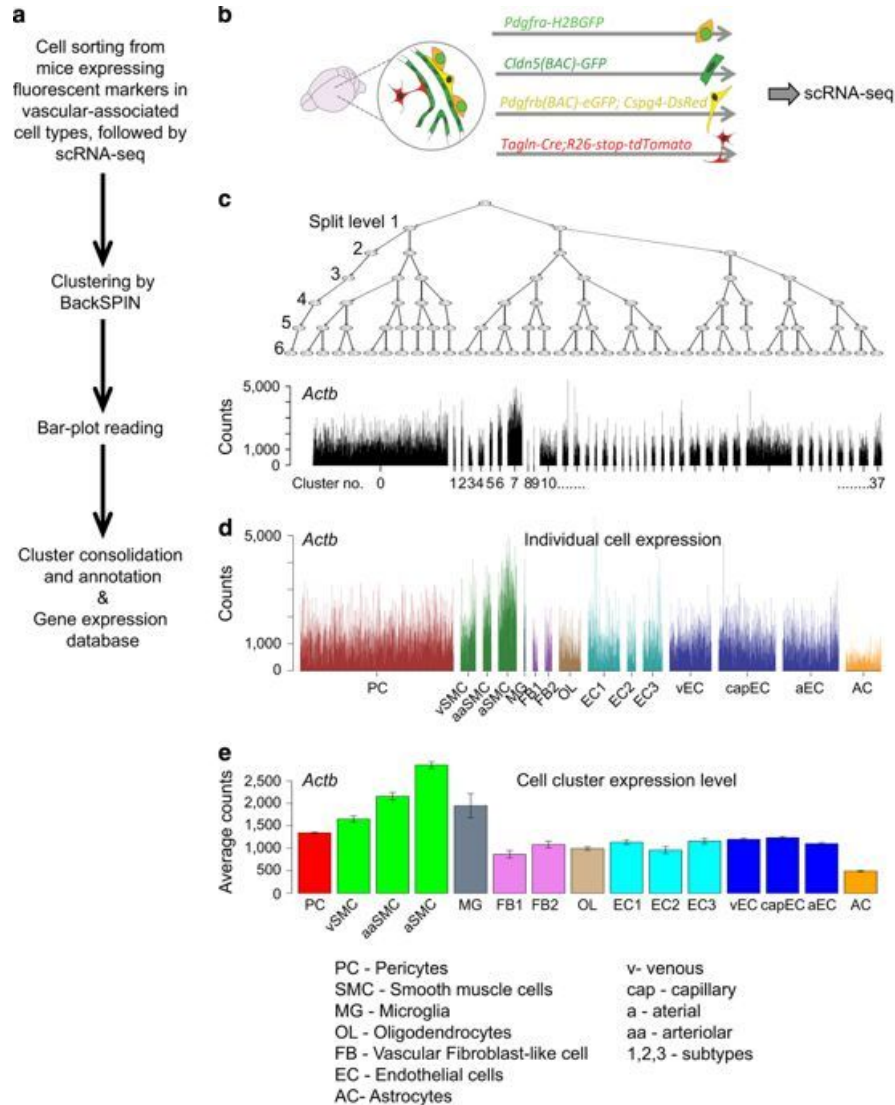 a
Cell sorting from
mice expressing
fluorescent markers in
vascular-associated
cell types, followed by
scRNA-seq
Clustering by
BackSPIN
Bar-plot reading
Cluster consolidation
and annotation
&
Gene expression
database
b
Pdgfra-H2BGFP
Cldn5(BAC)-GFP
Pdgfrb(BAC)-eGFP; Cspg4-DsRed
Tagln-Cre;R26-stop-tdTomato
scRNA-seq
c
Split level 1
2
3
4
5
6
Actb
Counts
5,000
1,000
0
Cluster no. 0 1 2 3 4 5 6 7 8 9 10....... ........37
d
Actb Individual cell expression
Counts
5,000
1,000
0
PC vSMC aaSMC aSMC MG FB1 FB2 OL EC1 EC2 EC3 vEC capEC aEC AC
e
Actb Cell cluster expression level
Average counts
2,500
2,000
1,500
1,000
500
0
PC vSMC aaSMC aSMC MG FB1 FB2 OL EC1 EC2 EC3 vEC capEC aEC AC
PC - Pericytes
SMC - Smooth muscle cells
MG - Microglia
OL - Oligodendrocytes
FB - Vascular Fibroblast-like cell
EC - Endothelial cells
AC- Astrocytes
v- venous
cap - capillary
a - aterial
aa - arteriolar
1,2,3 - subtypes